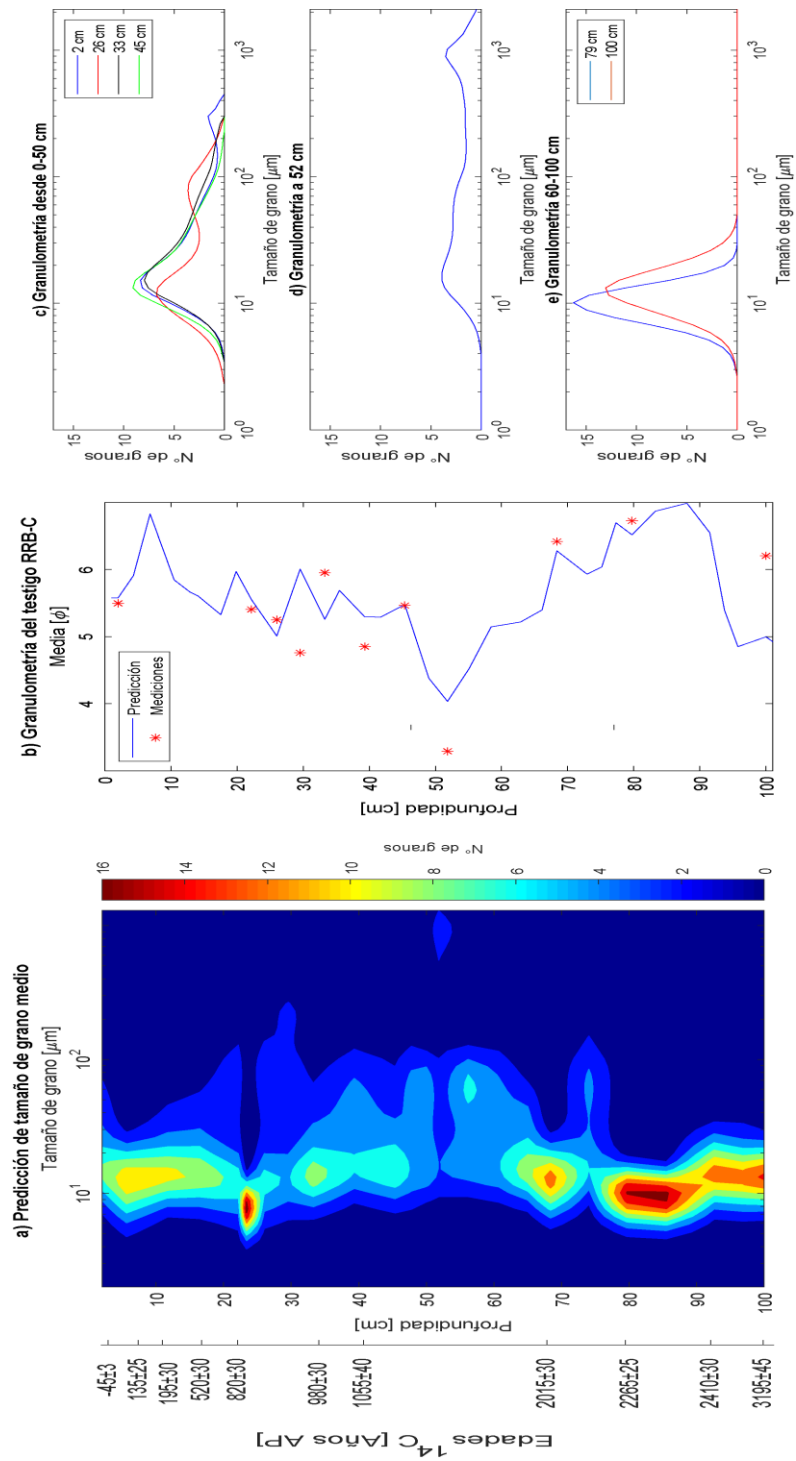 a) Predicción de tamaño de grano medio
Tamaño de grano [μm]
10¹ 10²
Profundidad [cm]
10 20 30 40 50 60 70 80 90 100
Edades ¹⁴C [Años AP]
-45±3
135±25
195±30
520±30
820±30
980±30
1055±40
2015±30
2265±25
2410±30
3195±45
N° de granos
0 2 4 6 8 10 12 14 16
b) Granulometría del testigo RRB-C
Media [ϕ]
4 5 6
Predicción
Mediciones
Profundidad [cm]
0 10 20 30 40 50 60 70 80 90 100
c) Granulometría desde 0-50 cm
2 cm
26 cm
33 cm
45 cm
N° de granos
0 5 10 15
10⁰ 10¹ 10² 10³
Tamaño de grano [μm]
d) Granulometría a 52 cm
N° de granos
0 5 10 15
10⁰ 10¹ 10² 10³
Tamaño de grano [μm]
e) Granulometría 60-100 cm
79 cm
100 cm
N° de granos
0 5 10 15
10⁰ 10¹ 10² 10³
Tamaño de grano [μm]